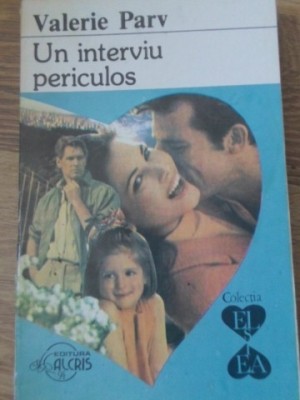 Valerie Parv
Un interviu
periculos
Colecția
EL
ȘI
EA
EDITURA
ALCRIS